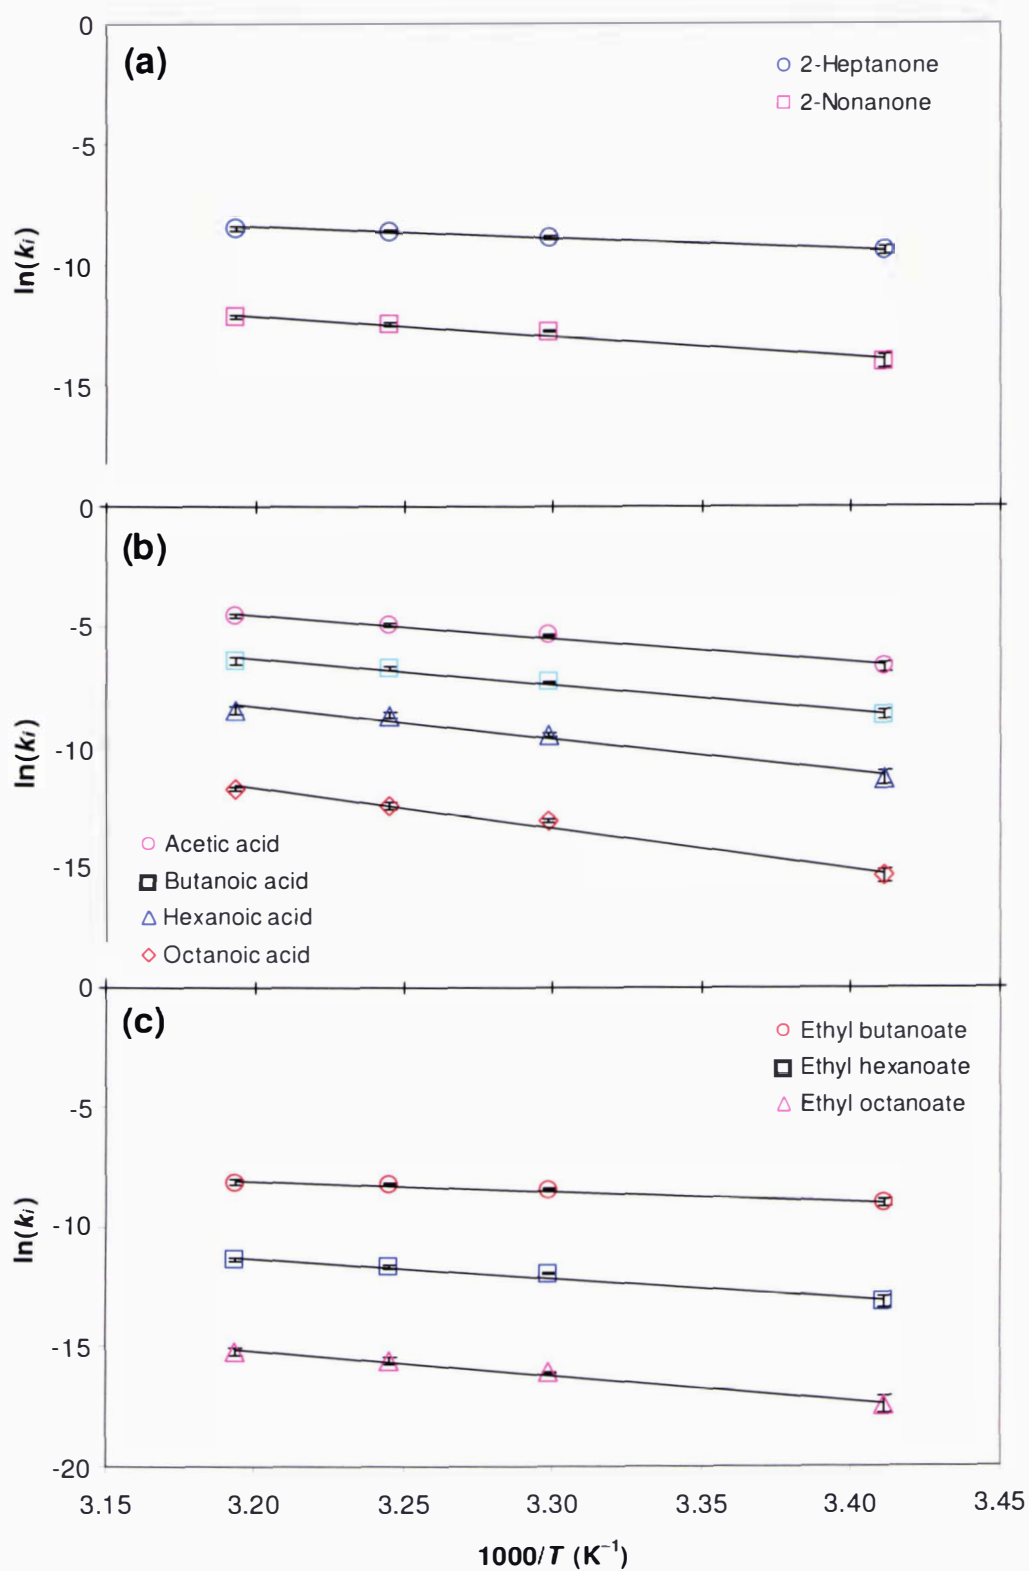 0
(a)
2-Heptanone
2-Nonanone
-5
-10
-15
ln(kᵢ)
0
(b)
-5
-10
-15
ln(kᵢ)
Acetic acid
Butanoic acid
Hexanoic acid
Octanoic acid
0
(c)
Ethyl butanoate
Ethyl hexanoate
Ethyl octanoate
-5
-10
-15
-20
ln(kᵢ)
3.15 3.20 3.25 3.30 3.35 3.40 3.45
1000/T (K⁻¹)